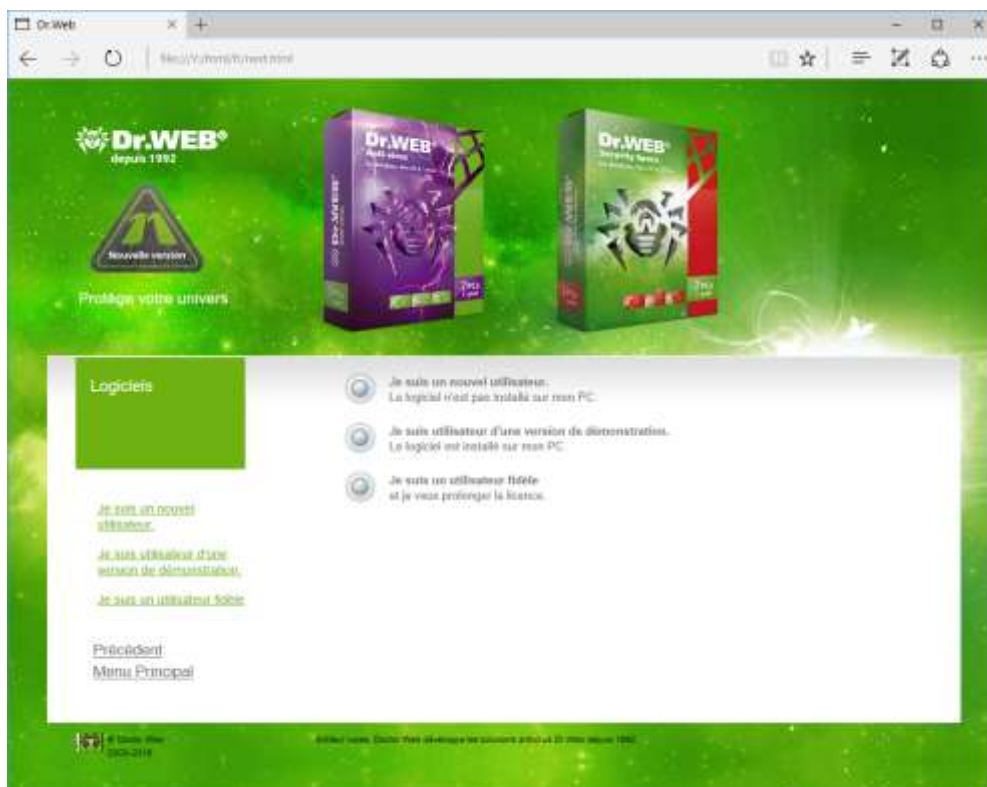 Dr.Web
Dr.WEB®
depuis 1992
Nouvelle version
Protège votre univers
Dr.WEB®
Dr.WEB®
Security Space
Logiciels
Je suis un nouvel utilisateur.
Le logiciel n'est pas installé sur mon PC.
Je suis utilisateur d'une version de démonstration.
Le logiciel est installé sur mon PC.
Je suis un utilisateur fidèle
et je veux prolonger la licence.
Je suis un nouvel
utilisateur.
Je suis utilisateur d'une
version de démonstration.
Je suis un utilisateur fidèle
Précédent
Menu Principal